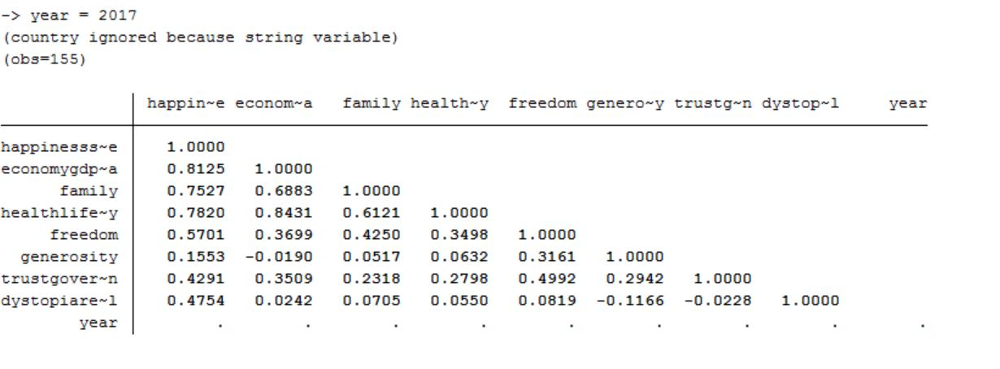 -> year = 2017
(country ignored because string variable)
(obs=155)
happin~e econom~a family health~y freedom genero~y trustg~n dystop~l year
happinesss~e 1.0000
economygdp~a 0.8125 1.0000
family 0.7527 0.6883 1.0000
healthlife~y 0.7820 0.8431 0.6121 1.0000
freedom 0.5701 0.3699 0.4250 0.3498 1.0000
generosity 0.1553 -0.0190 0.0517 0.0632 0.3161 1.0000
trustgover~n 0.4291 0.3509 0.2318 0.2798 0.4992 0.2942 1.0000
dystopiare~l 0.4754 0.0242 0.0705 0.0550 0.0819 -0.1166 -0.0228 1.0000
year . . . . . . . . .